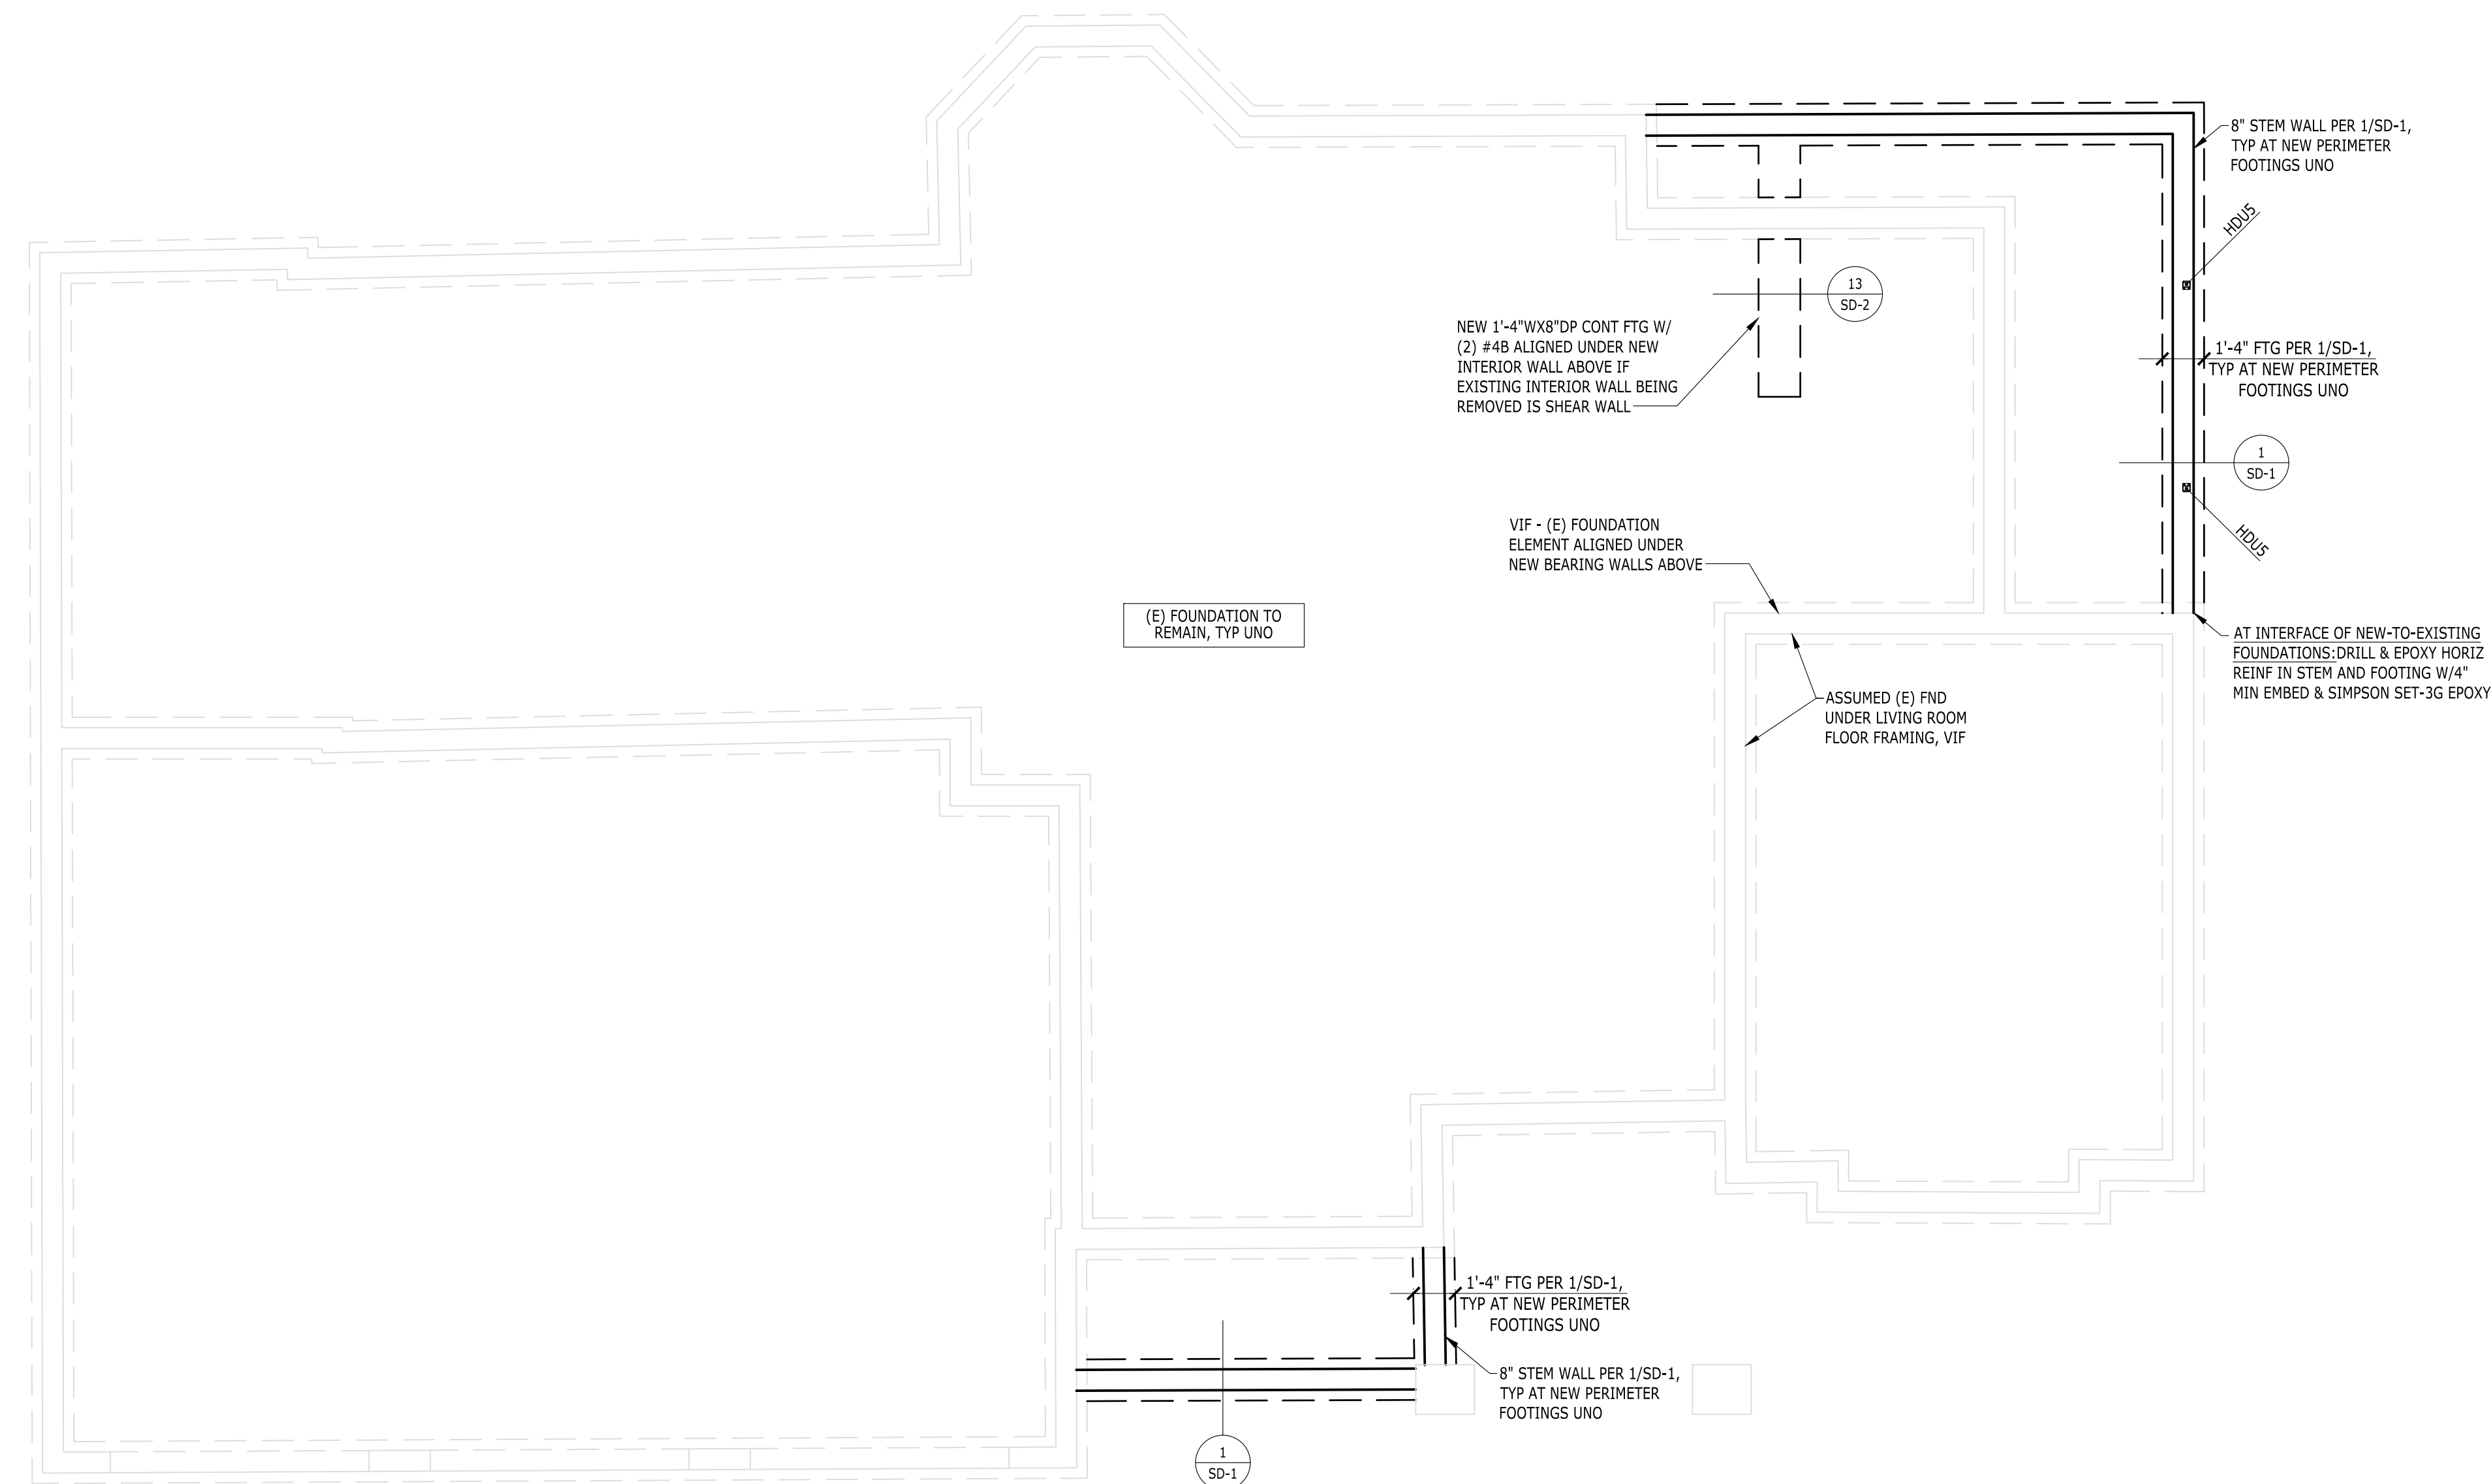 8" STEM WALL PER 1/SD-1,
TYP AT NEW PERIMETER
FOOTINGS UNO
HDU5
13
SD-2
NEW 1'-4"WX8"DP CONT FTG W/
(2) #4B ALIGNED UNDER NEW
INTERIOR WALL ABOVE IF
EXISTING INTERIOR WALL BEING
REMOVED IS SHEAR WALL
1'-4" FTG PER 1/SD-1,
TYP AT NEW PERIMETER
FOOTINGS UNO
1
SD-1
VIF - (E) FOUNDATION
ELEMENT ALIGNED UNDER
NEW BEARING WALLS ABOVE
HDU5
(E) FOUNDATION TO
REMAIN, TYP UNO
AT INTERFACE OF NEW-TO-EXISTING
FOUNDATIONS:DRILL & EPOXY HORIZ
REINF IN STEM AND FOOTING W/4"
MIN EMBED & SIMPSON SET-3G EPOXY
ASSUMED (E) FND
UNDER LIVING ROOM
FLOOR FRAMING, VIF
1'-4" FTG PER 1/SD-1,
TYP AT NEW PERIMETER
FOOTINGS UNO
8" STEM WALL PER 1/SD-1,
TYP AT NEW PERIMETER
FOOTINGS UNO
1
SD-1